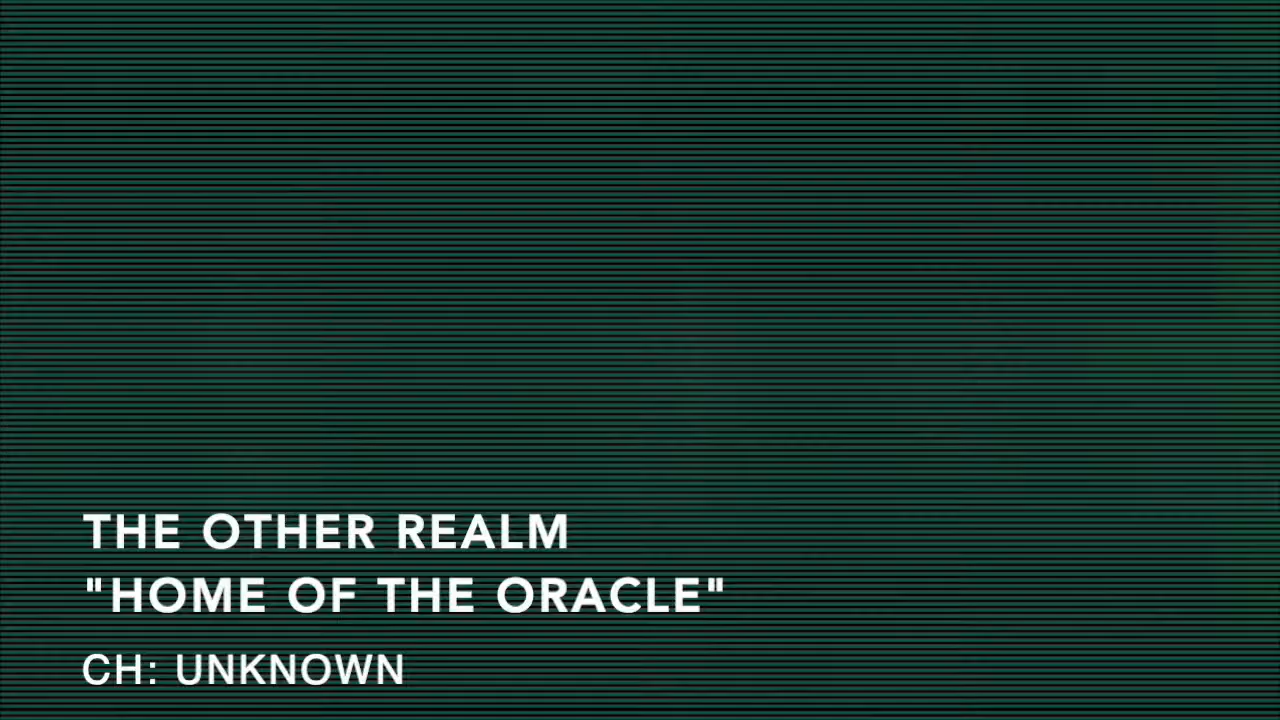 THE OTHER REALM
"HOME OF THE ORACLE"
CH: UNKNOWN